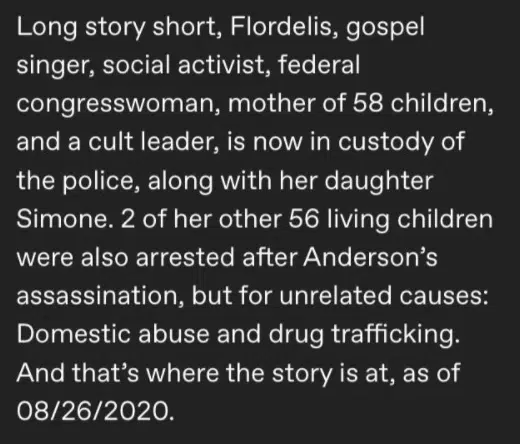 Long story short, Flordelis, gospel
singer, social activist, federal
congresswoman, mother of 58 children,
and a cult leader, is now in custody of
the police, along with her daughter
Simone. 2 of her other 56 living children
were also arrested after Anderson’s
assassination, but for unrelated causes:
Domestic abuse and drug trafficking.
And that’s where the story is at, as of
08/26/2020.